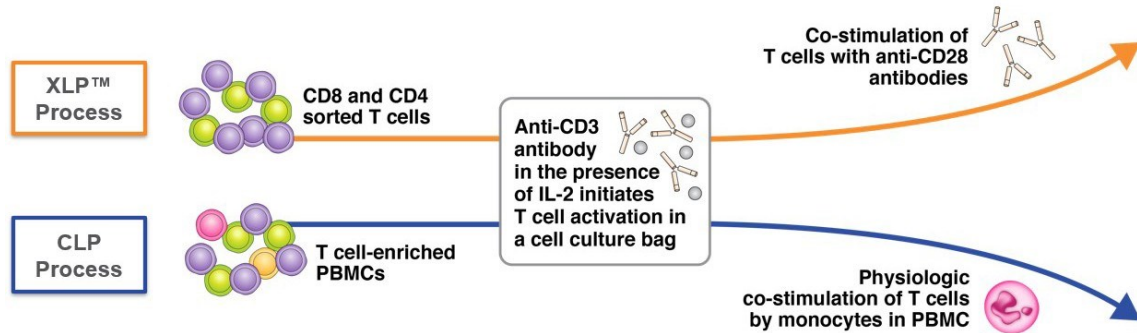 XLP™
Process
CD8 and CD4
sorted T cells
Anti-CD3
antibody
in the presence
of IL-2 initiates
T cell activation in
a cell culture bag
Co-stimulation of
T cells with anti-CD28
antibodies
CLP
Process
T cell-enriched
PBMCs
Physiologic
co-stimulation of T cells
by monocytes in PBMC